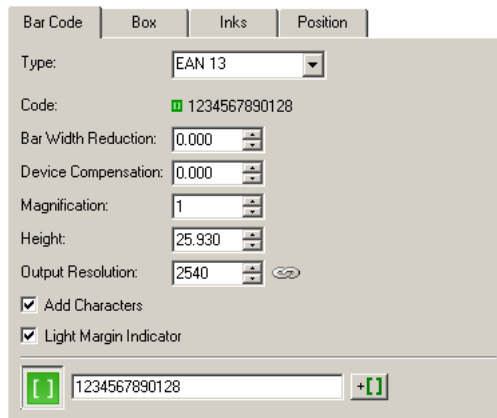 Bar Code Box Inks Position
Type: EAN 13
Code: 1234567890128
Bar Width Reduction: 0.000
Device Compensation: 0.000
Magnification: 1
Height: 25.930
Output Resolution: 2540
Add Characters
Light Margin Indicator
[ ] 1234567890128 +[ ]